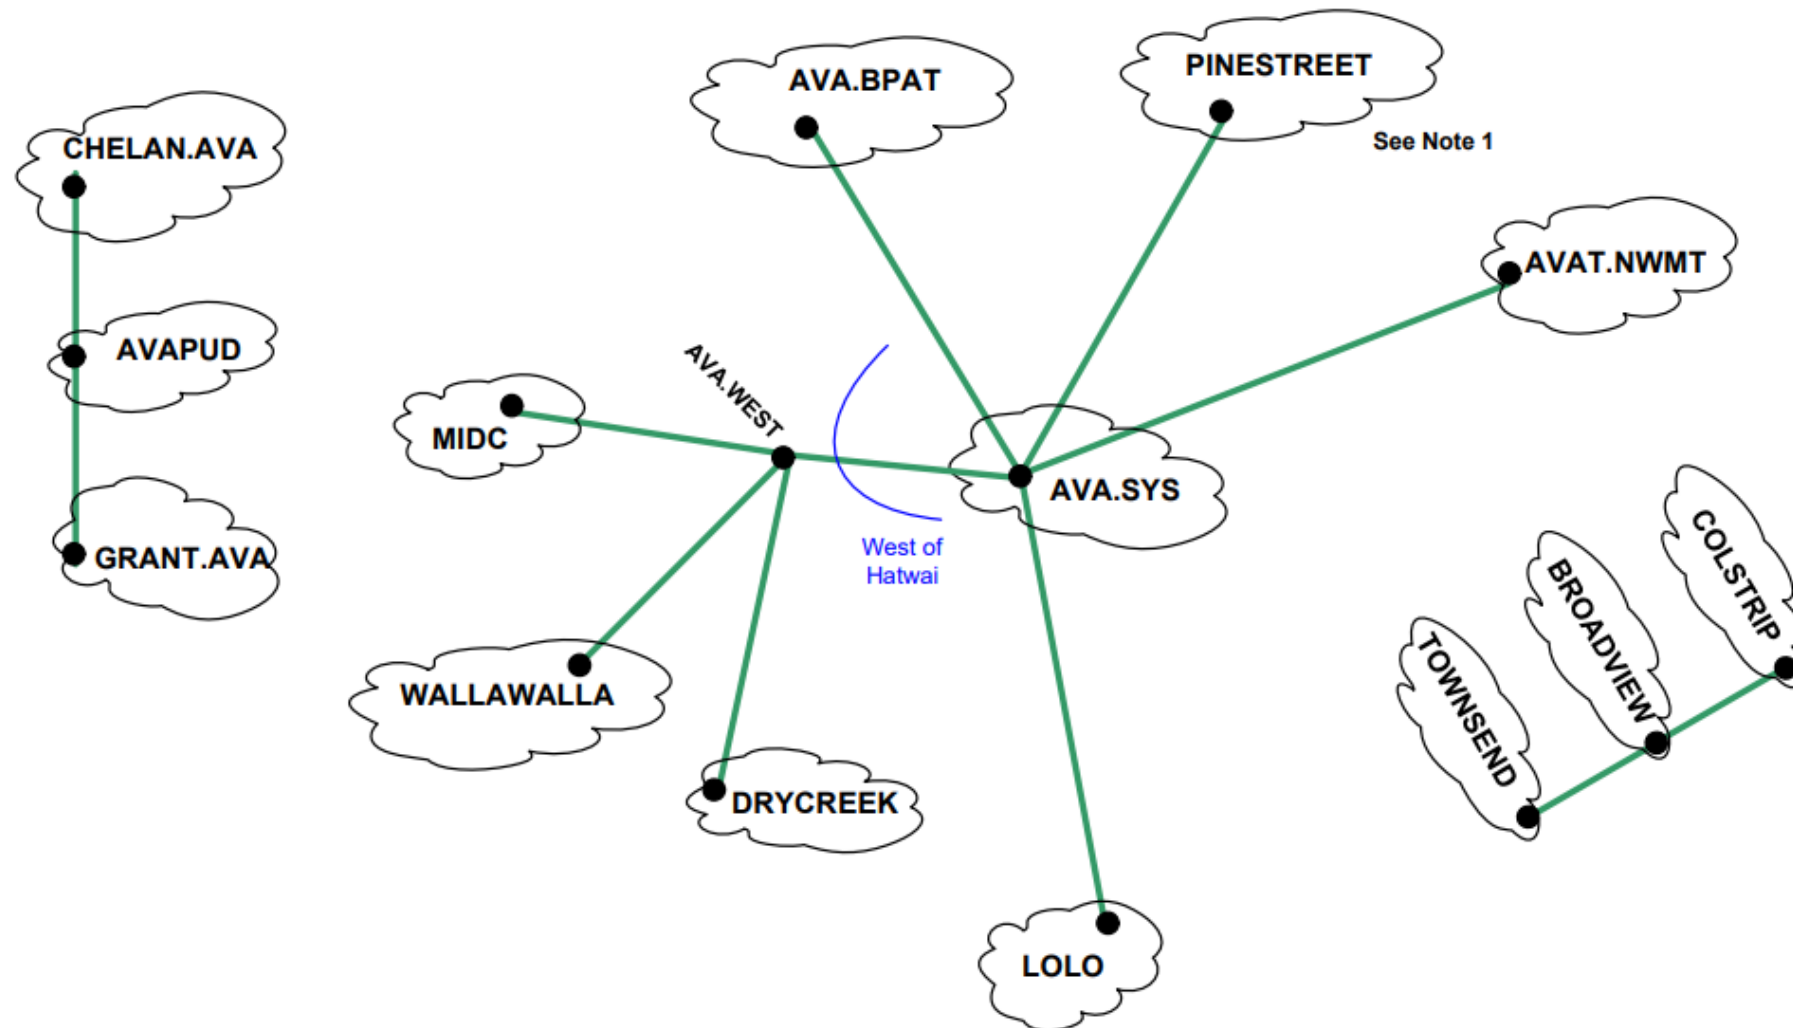 AVA.BPAT
PINESTREET
See Note 1
CHELAN.AVA
AVAT.NWMT
AVAPUD
AVA.WEST
MIDC
AVA.SYS
West of
Hatwai
GRANT.AVA
COLSTRIP
BROADVIEW
TOWNSEND
WALLAWALLA
DRYCREEK
LOLO